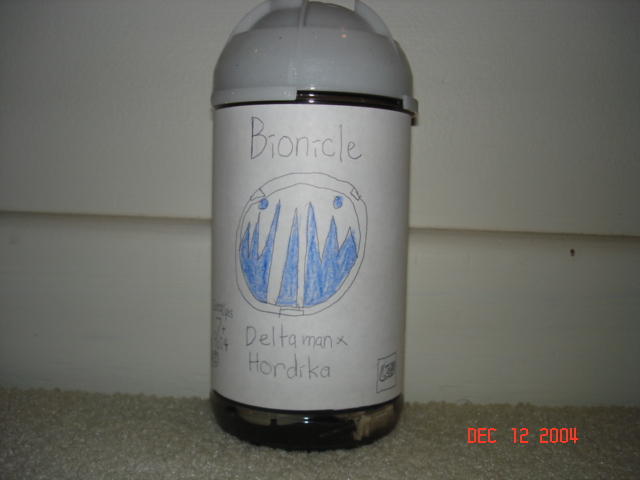 Bionicle
Deltamanx
Hordika
DEC 12 2004